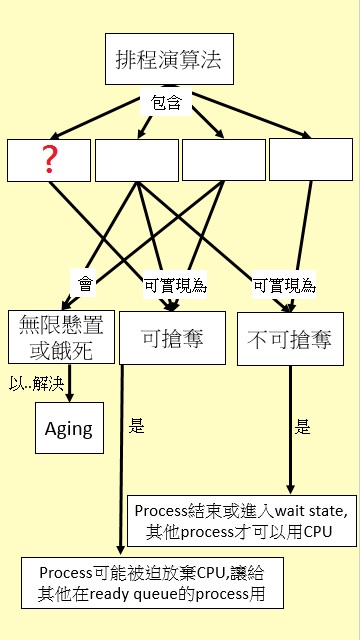 排程演算法
包含
?
會
可實現為
可實現為
無限懸置
或餓死
可搶奪
不可搶奪
以..解決
是
是
Aging
Process結束或進入wait state,
其他process才可以用CPU
Process可能被迫放棄CPU,讓給
其他在ready queue的process用